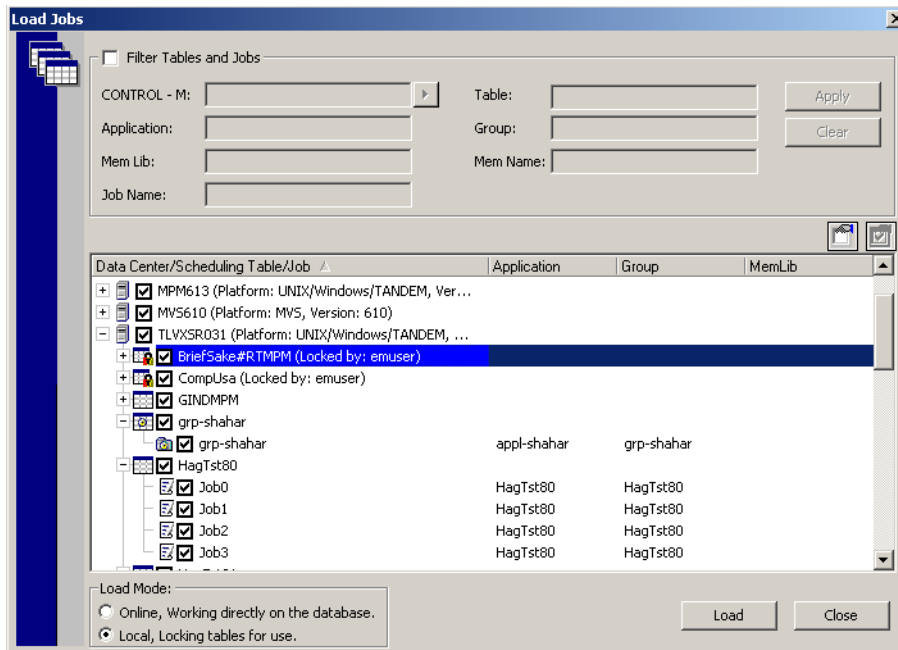 Load Jobs
Filter Tables and Jobs
CONTROL - M:
Table:
Apply
Application:
Group:
Clear
Mem Lib:
Mem Name:
Job Name:
Data Center/Scheduling Table/Job Application Group MemLib
MPM613 (Platform: UNIX/Windows/TANDEM, Ver...
MVS610 (Platform: MVS, Version: 610)
TLVXSR031 (Platform: UNIX/Windows/TANDEM, ...
BriefSake#RTMPM (Locked by: emuser)
CompUsa (Locked by: emuser)
GINDMPM
grp-shahar
grp-shahar appl-shahar grp-shahar
HagTst80
Job0 HagTst80 HagTst80
Job1 HagTst80 HagTst80
Job2 HagTst80 HagTst80
Job3 HagTst80 HagTst80
Load Mode:
Online, Working directly on the database.
Local, Locking tables for use.
Load
Close